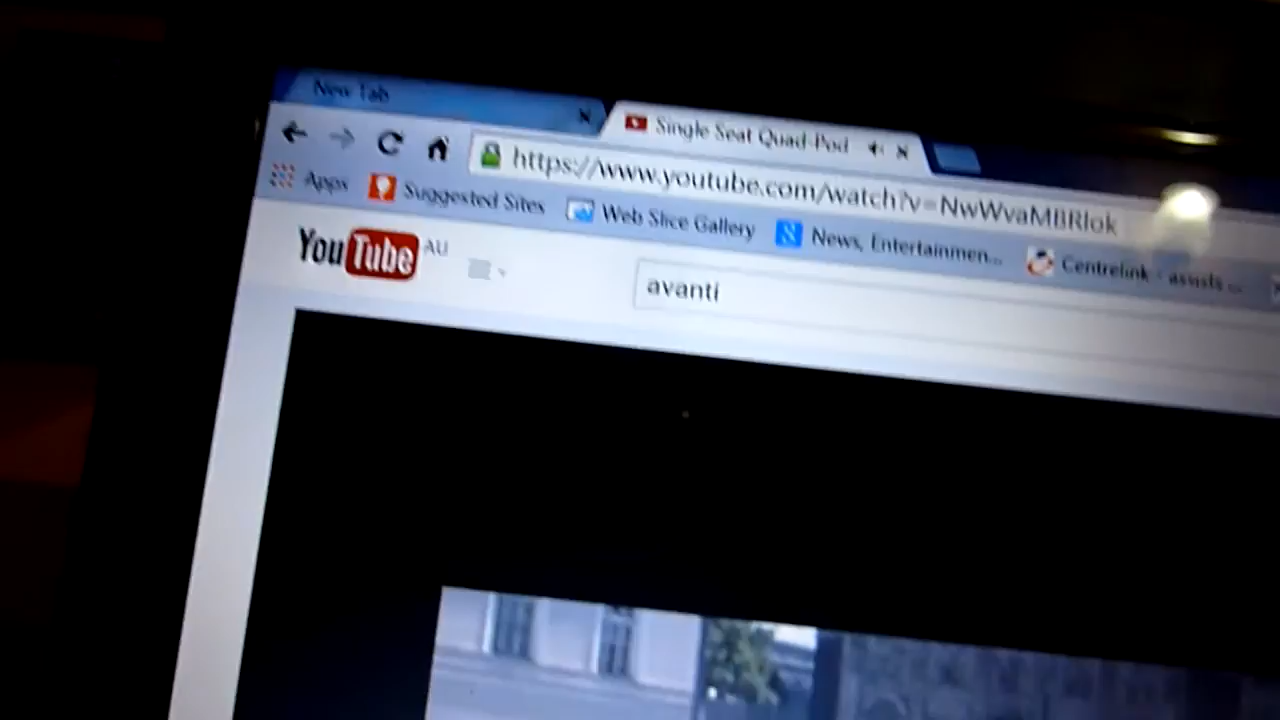 New Tab
Single Seat Quad-Pod
https://www.youtube.com/watch?v=NwWvaMBRlok
Apps Suggested Sites Web Slice Gallery News, Entertainmen... Centrelink - assists ...
YouTube AU
avanti